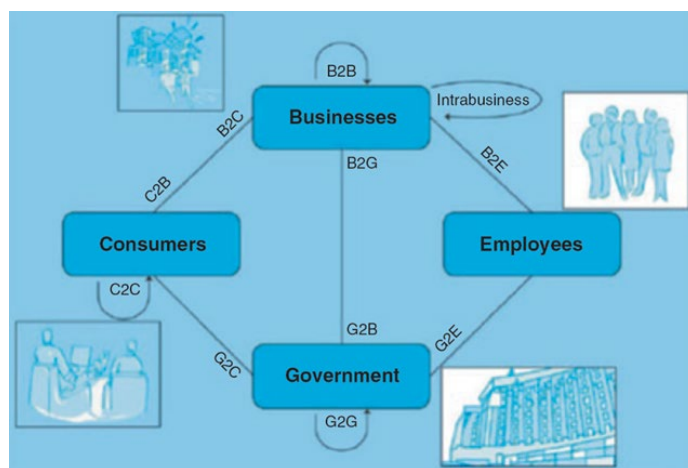 B2B
Intrabusiness
Businesses
B2C
B2G
B2E
C2B
Consumers
Employees
C2C
G2B
G2C
G2E
Government
G2G